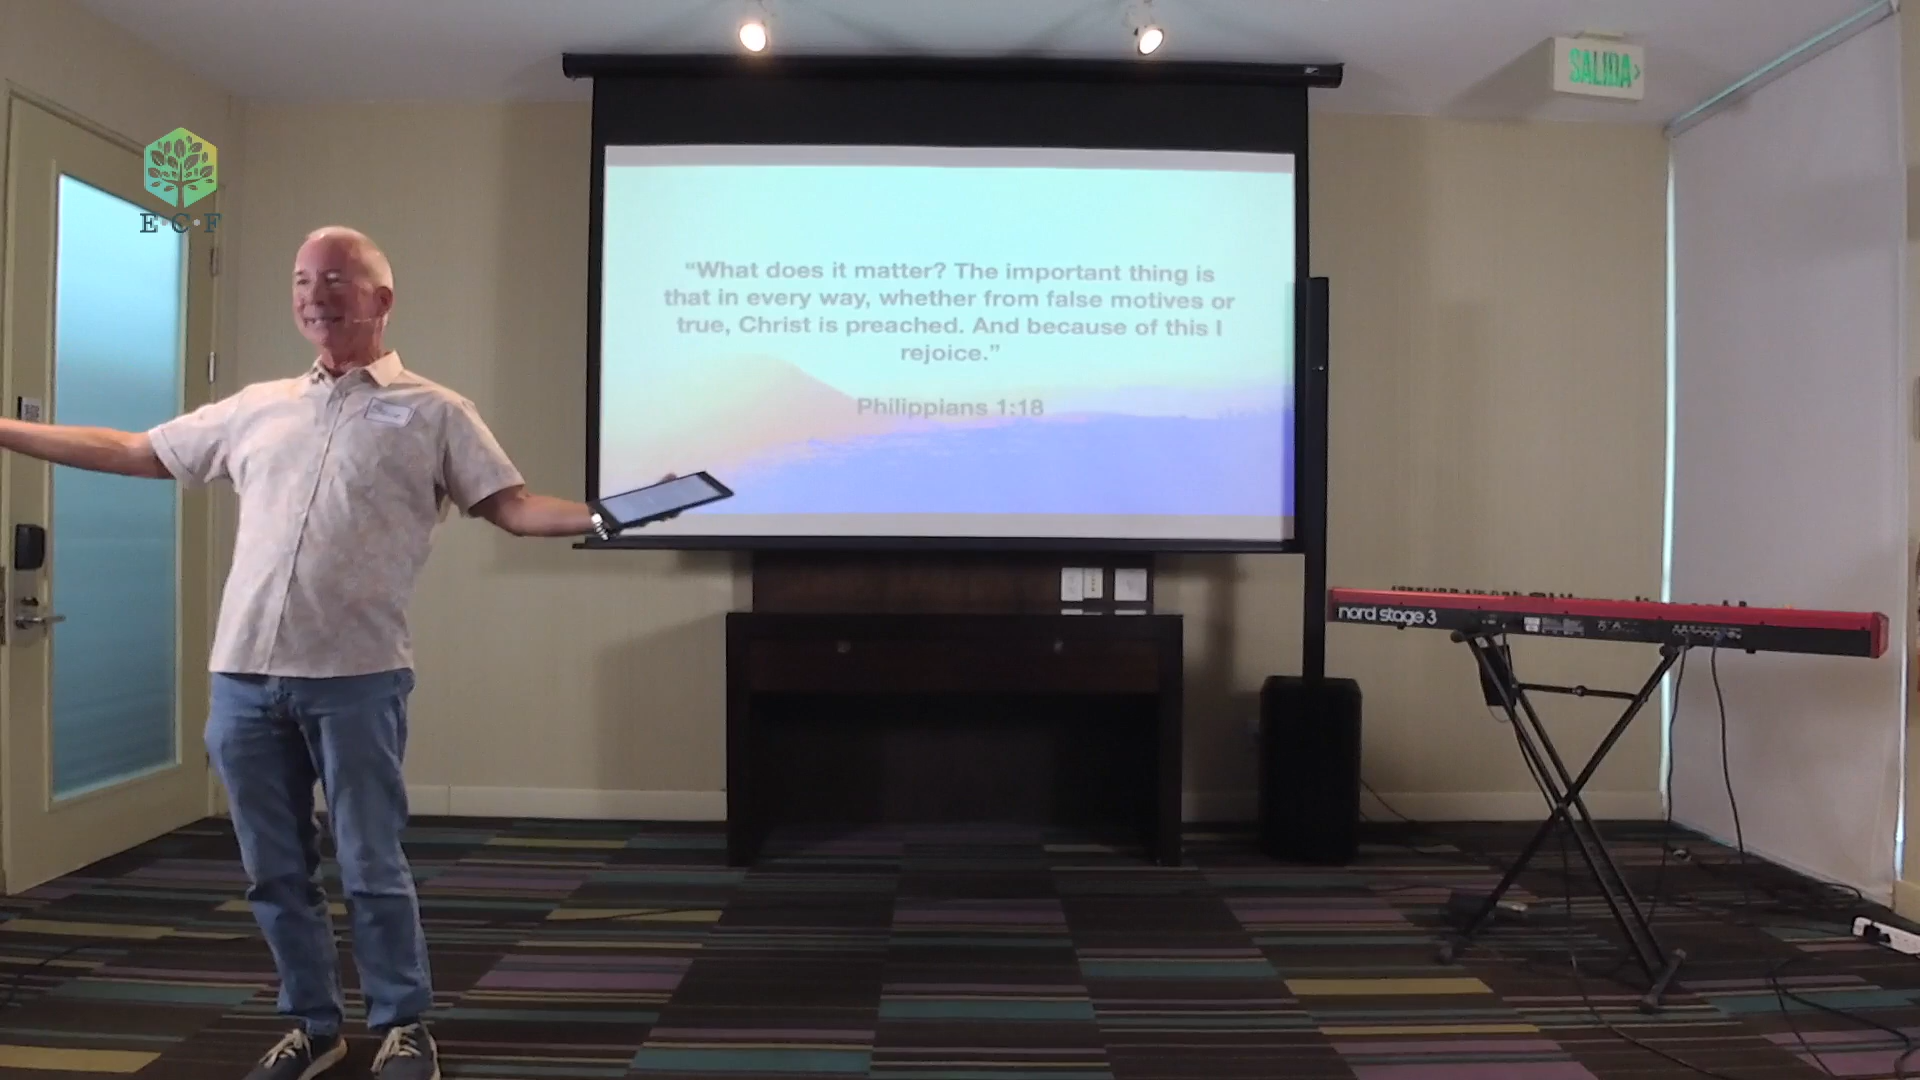 SALIDA
E·C·F
“What does it matter? The important thing is
that in every way, whether from false motives or
true, Christ is preached. And because of this I
rejoice.”
Philippians 1:18
nord stage 3